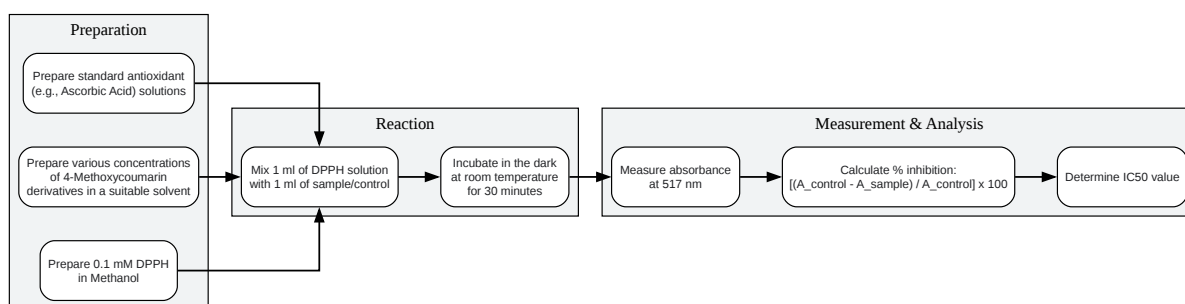 Preparation
Prepare standard antioxidant
(e.g., Ascorbic Acid) solutions
Prepare various concentrations
of 4-Methoxycoumarin
derivatives in a suitable solvent
Prepare 0.1 mM DPPH
in Methanol
Reaction
Mix 1 ml of DPPH solution
with 1 ml of sample/control
Incubate in the dark
at room temperature
for 30 minutes
Measurement & Analysis
Measure absorbance
at 517 nm
Calculate % inhibition:
[(A_control - A_sample) / A_control] x 100
Determine IC50 value